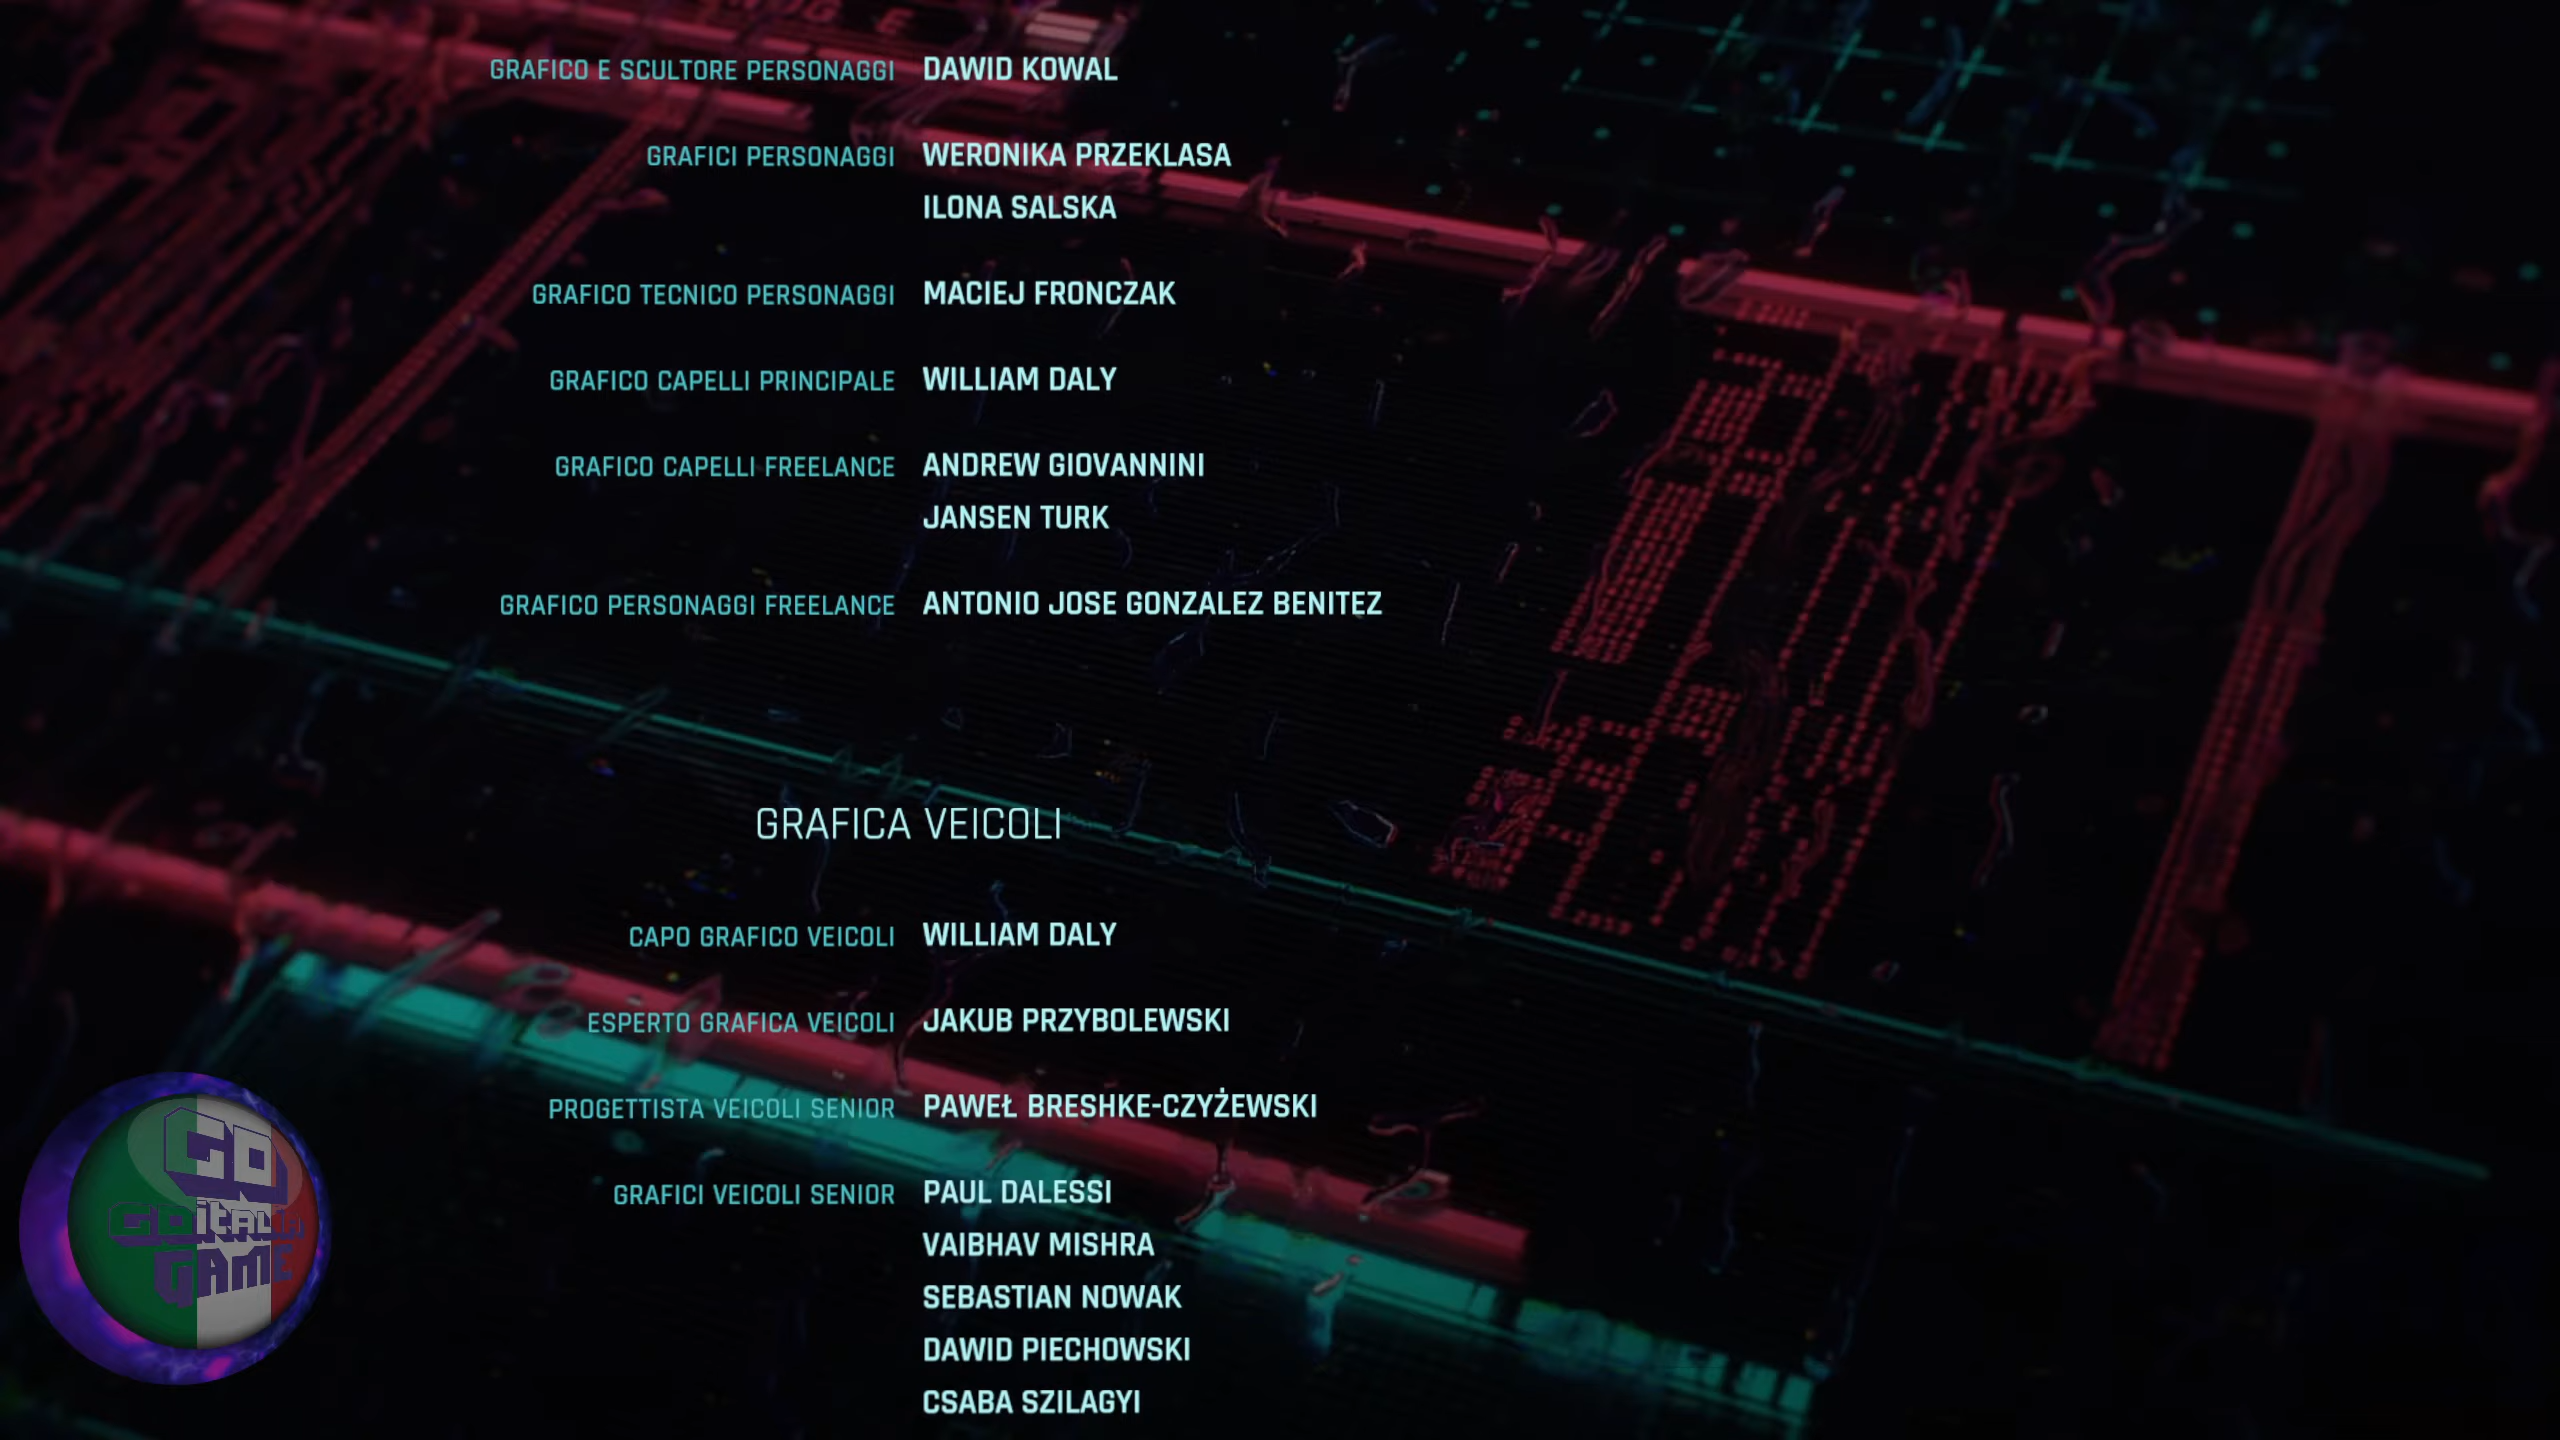 GRAFICO E SCULTORE PERSONAGGI DAWID KOWAL
GRAFICI PERSONAGGI WERONIKA PRZEKLASA
ILONA SALSKA
GRAFICO TECNICO PERSONAGGI MACIEJ FRONCZAK
GRAFICO CAPELLI PRINCIPALE WILLIAM DALY
GRAFICO CAPELLI FREELANCE ANDREW GIOVANNINI
JANSEN TURK
GRAFICO PERSONAGGI FREELANCE ANTONIO JOSE GONZALEZ BENITEZ
GRAFICA VEICOLI
CAPO GRAFICO VEICOLI WILLIAM DALY
ESPERTO GRAFICA VEICOLI JAKUB PRZYBOLEWSKI
PROGETTISTA VEICOLI SENIOR PAWEŁ BRESHKE-CZYŻEWSKI
GRAFICI VEICOLI SENIOR PAUL DALESSI
VAIBHAV MISHRA
SEBASTIAN NOWAK
DAWID PIECHOWSKI
CSABA SZILAGYI
GO
itALIA
GAME